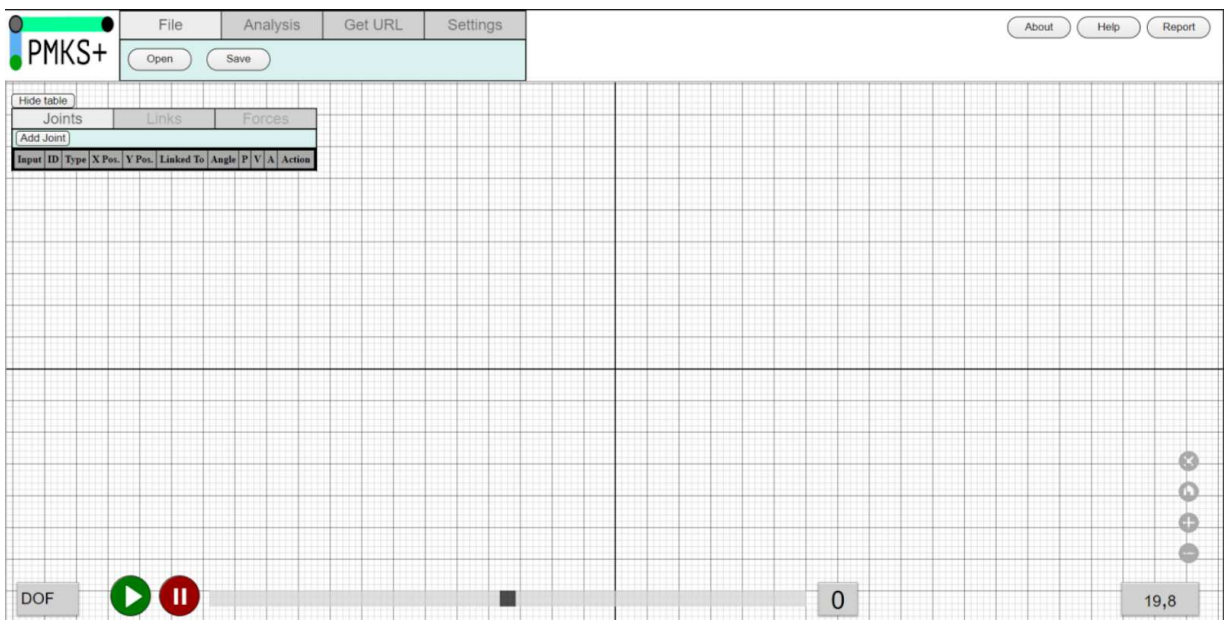 PMKS+
File Analysis Get URL Settings
Open Save
About Help Report
Hide table
Joints Links Forces
Add Joint
Input ID Type X Pos. Y Pos. Linked To Angle P V A Action
DOF
0
19,8